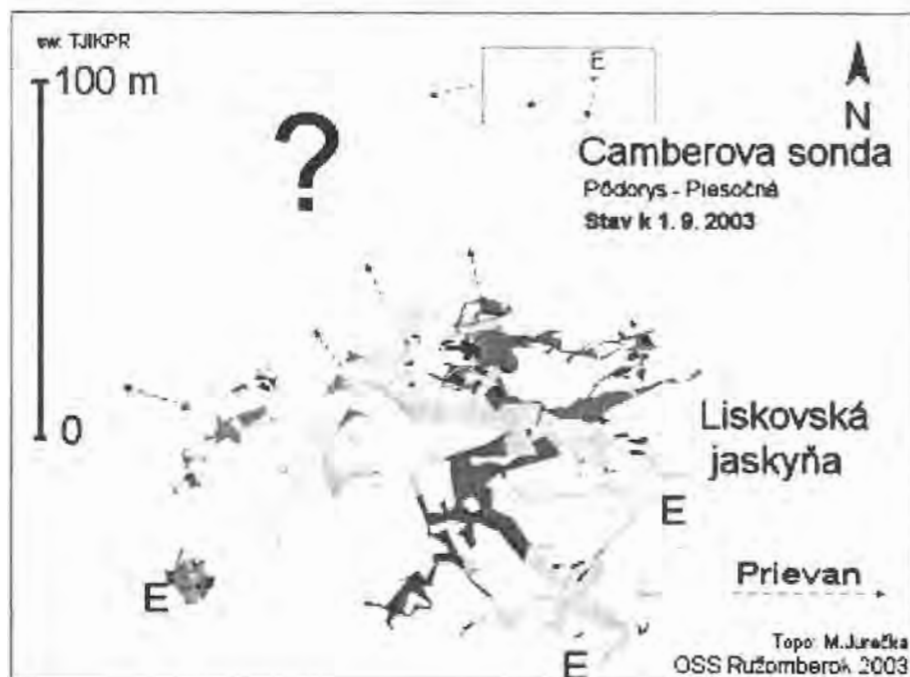 sw: TJIKPR
100 m
?
E
N
Camberova sonda
Pôdorys - Piesočná
Stav k 1. 9. 2003
0
Liskovská
jaskyňa
E
E
Prievan
E
Topo: M.Jurečka
OSS Ružomberok 2003